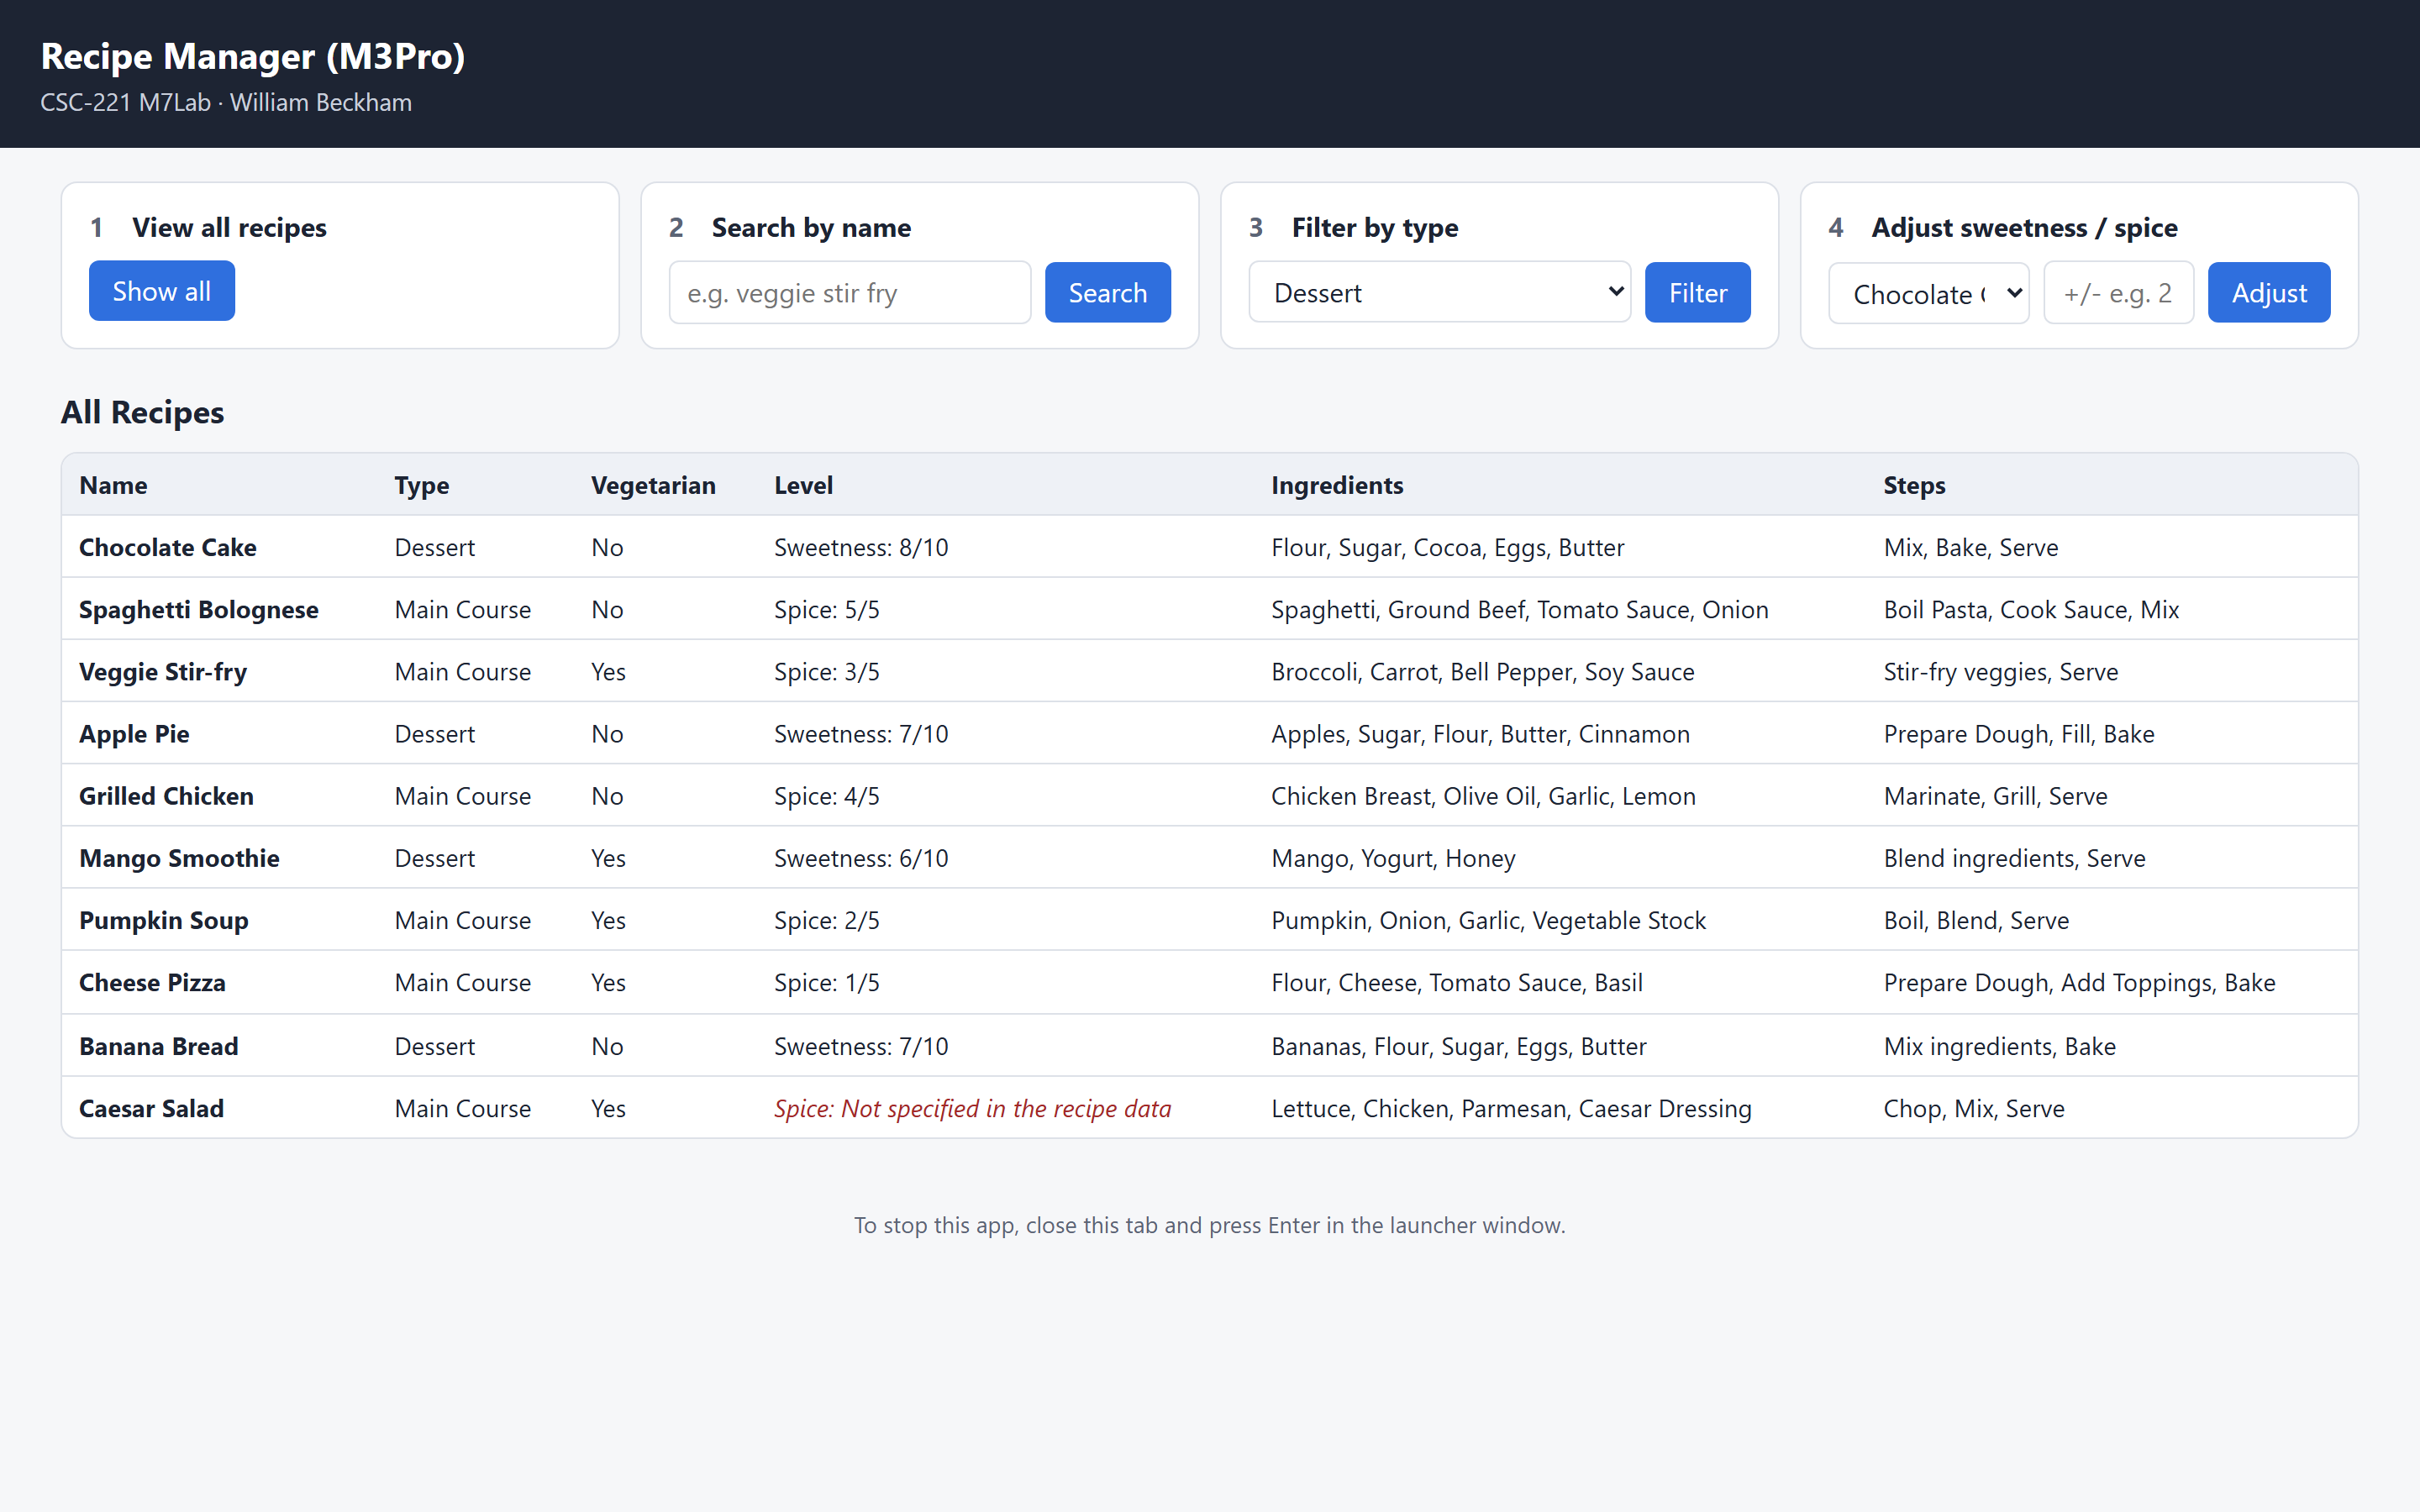 Recipe Manager (M3Pro)
CSC-221 M7Lab · William Beckham
1 View all recipes
Show all
2 Search by name
e.g. veggie stir fry
Search
3 Filter by type
Dessert
Filter
4 Adjust sweetness / spice
Chocolate
+/- e.g. 2
Adjust
All Recipes
Name Type Vegetarian Level Ingredients Steps
Chocolate Cake Dessert No Sweetness: 8/10 Flour, Sugar, Cocoa, Eggs, Butter Mix, Bake, Serve
Spaghetti Bolognese Main Course No Spice: 5/5 Spaghetti, Ground Beef, Tomato Sauce, Onion Boil Pasta, Cook Sauce, Mix
Veggie Stir-fry Main Course Yes Spice: 3/5 Broccoli, Carrot, Bell Pepper, Soy Sauce Stir-fry veggies, Serve
Apple Pie Dessert No Sweetness: 7/10 Apples, Sugar, Flour, Butter, Cinnamon Prepare Dough, Fill, Bake
Grilled Chicken Main Course No Spice: 4/5 Chicken Breast, Olive Oil, Garlic, Lemon Marinate, Grill, Serve
Mango Smoothie Dessert Yes Sweetness: 6/10 Mango, Yogurt, Honey Blend ingredients, Serve
Pumpkin Soup Main Course Yes Spice: 2/5 Pumpkin, Onion, Garlic, Vegetable Stock Boil, Blend, Serve
Cheese Pizza Main Course Yes Spice: 1/5 Flour, Cheese, Tomato Sauce, Basil Prepare Dough, Add Toppings, Bake
Banana Bread Dessert No Sweetness: 7/10 Bananas, Flour, Sugar, Eggs, Butter Mix ingredients, Bake
Caesar Salad Main Course Yes Spice: Not specified in the recipe data Lettuce, Chicken, Parmesan, Caesar Dressing Chop, Mix, Serve
To stop this app, close this tab and press Enter in the launcher window.